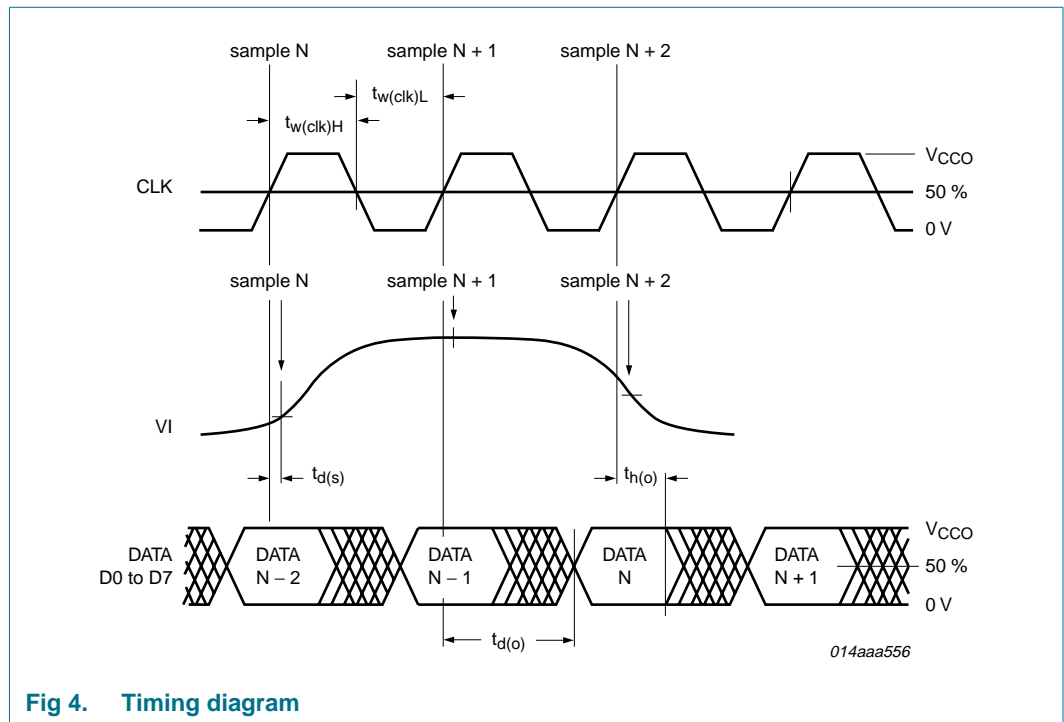 sample N sample N + 1 sample N + 2
tw(clk)L
tw(clk)H
VCCO
CLK 50 %
0 V
sample N sample N + 1 sample N + 2
VI
td(s) th(o)
VCCO
DATA DATA DATA DATA DATA
D0 to D7 N − 2 N − 1 N N + 1 50 %
0 V
td(o)
014aaa556
Fig 4. Timing diagram